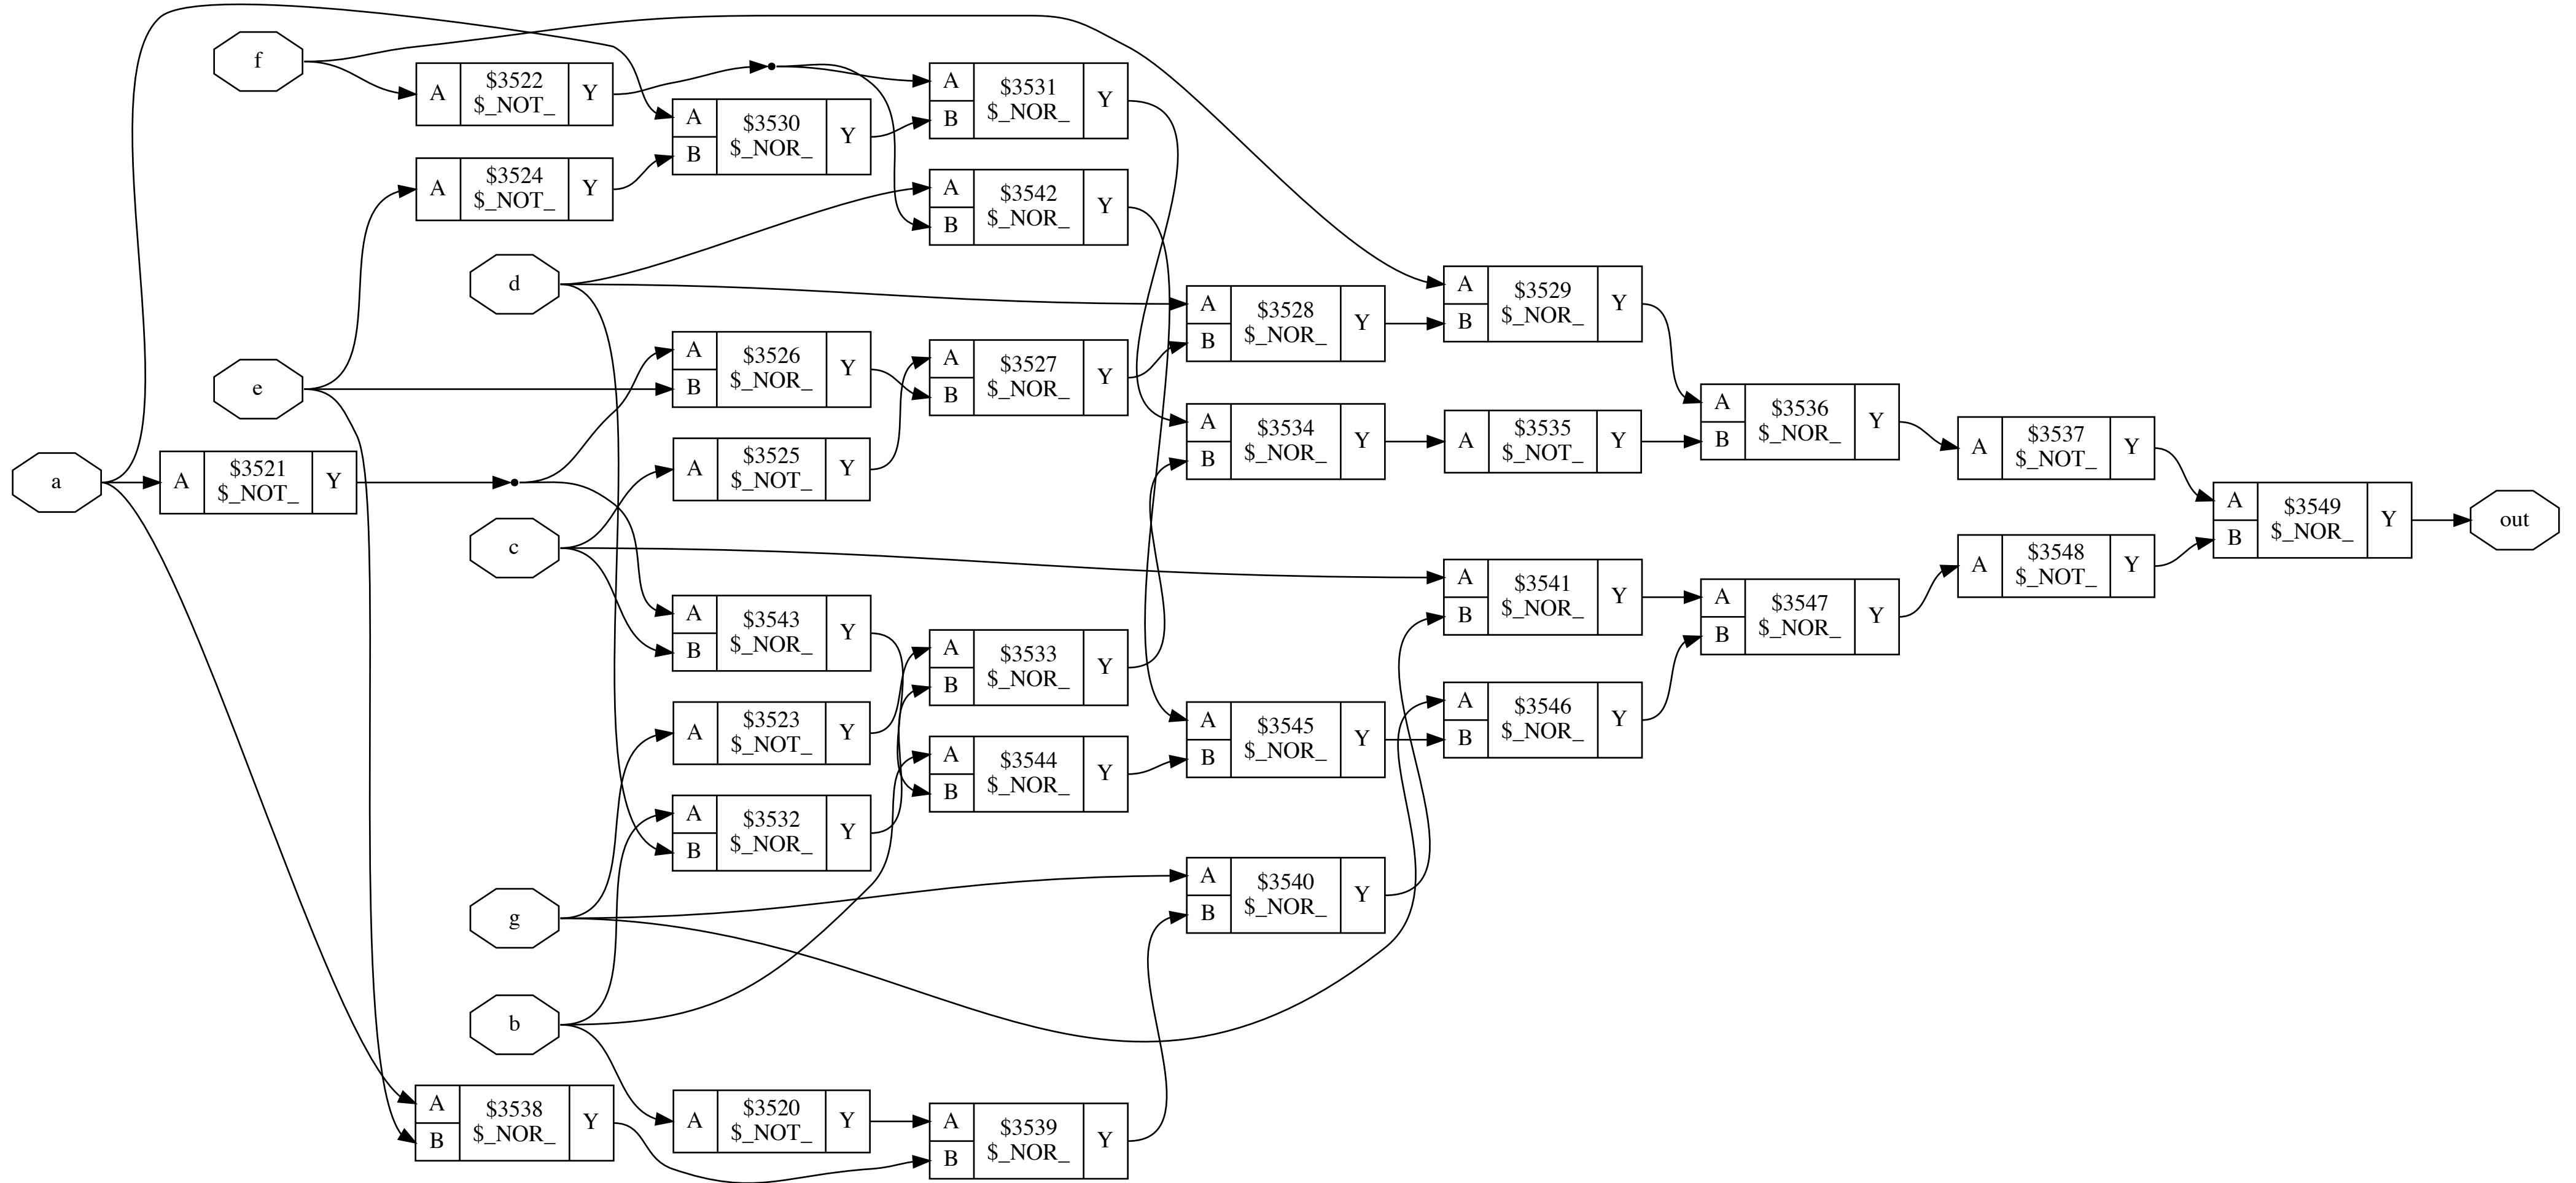 f
A
$3522
$_NOT_
Y
A
B
$3530
$_NOR_
Y
A
B
$3531
$_NOR_
Y
A
$3524
$_NOT_
Y
A
B
$3542
$_NOR_
Y
d
A
B
$3528
$_NOR_
Y
A
B
$3529
$_NOR_
Y
e
A
B
$3526
$_NOR_
Y
A
B
$3527
$_NOR_
Y
A
B
$3534
$_NOR_
Y
A
$3535
$_NOT_
Y
A
B
$3536
$_NOR_
Y
A
$3537
$_NOT_
Y
a
A
$3521
$_NOT_
Y
A
$3525
$_NOT_
Y
A
B
$3549
$_NOR_
Y
out
c
A
B
$3541
$_NOR_
Y
A
B
$3547
$_NOR_
Y
A
$3548
$_NOT_
Y
A
B
$3543
$_NOR_
Y
A
B
$3533
$_NOR_
Y
A
$3523
$_NOT_
Y
A
B
$3544
$_NOR_
Y
A
B
$3545
$_NOR_
Y
A
B
$3546
$_NOR_
Y
A
B
$3532
$_NOR_
Y
g
A
B
$3540
$_NOR_
Y
b
A
B
$3538
$_NOR_
Y
A
$3520
$_NOT_
Y
A
B
$3539
$_NOR_
Y